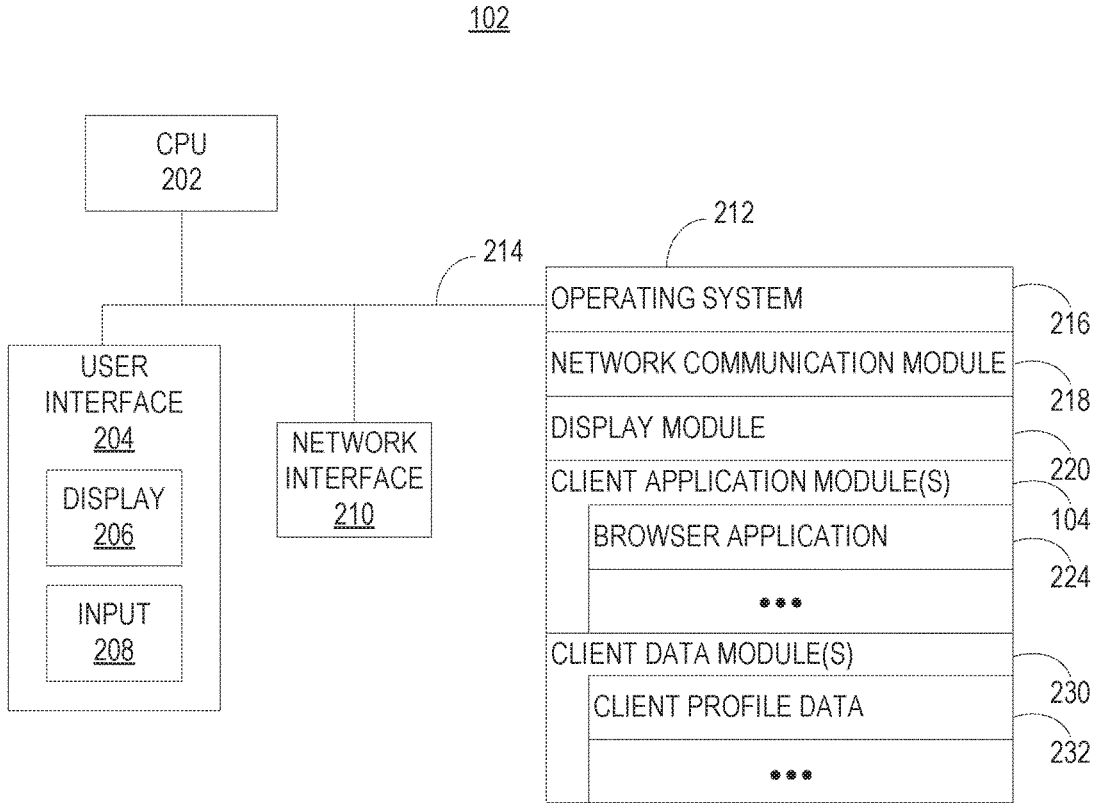 102
CPU
202
212
214
OPERATING SYSTEM
216
NETWORK COMMUNICATION MODULE
218
DISPLAY MODULE
220
CLIENT APPLICATION MODULE(S)
104
BROWSER APPLICATION
224
•••
CLIENT DATA MODULE(S)
230
CLIENT PROFILE DATA
232
•••
USER
INTERFACE
204
DISPLAY
206
INPUT
208
NETWORK
INTERFACE
210